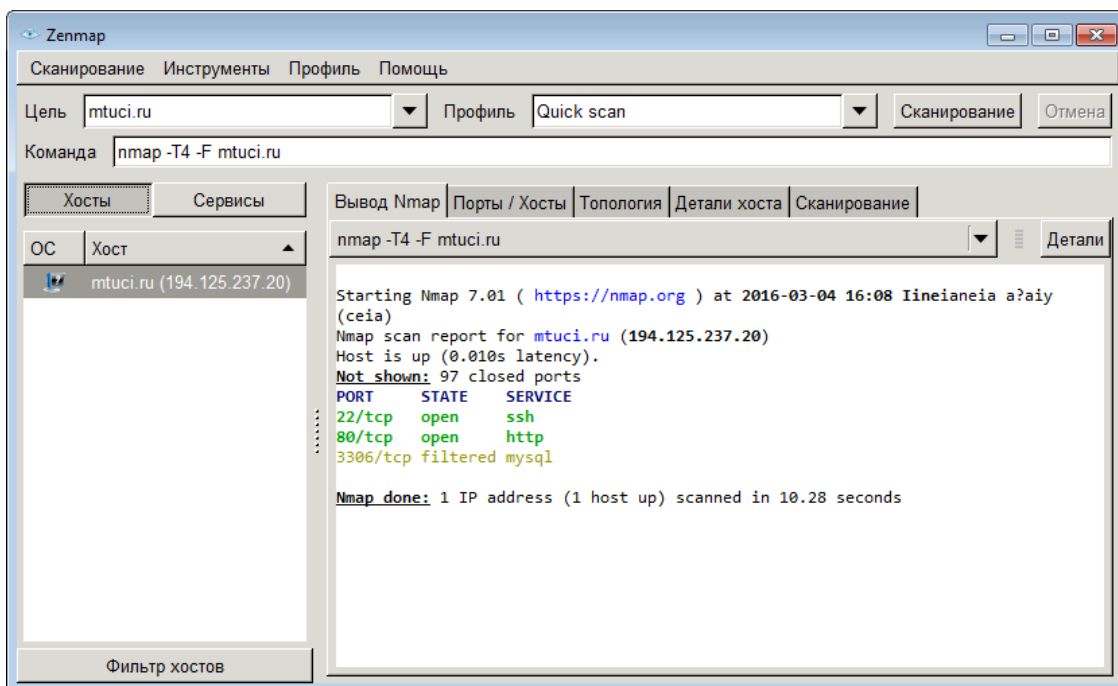 Zenmap
Сканирование Инструменты Профиль Помощь
Цель mtuci.ru Профиль Quick scan Сканирование Отмена
Команда nmap -T4 -F mtuci.ru
Хосты Сервисы Вывод Nmap Порты / Хосты Топология Детали хоста Сканирование
nmap -T4 -F mtuci.ru Детали
ОС Хост
mtuci.ru (194.125.237.20)
Starting Nmap 7.01 ( https://nmap.org ) at 2016-03-04 16:08 Iineianeia a?aiy
(ceia)
Nmap scan report for mtuci.ru (194.125.237.20)
Host is up (0.010s latency).
Not shown: 97 closed ports
PORT STATE SERVICE
22/tcp open ssh
80/tcp open http
3306/tcp filtered mysql
Nmap done: 1 IP address (1 host up) scanned in 10.28 seconds
Фильтр хостов